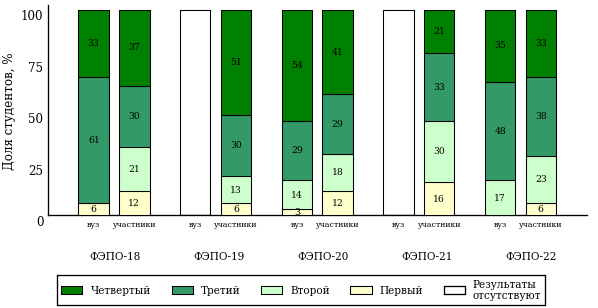 Доля студентов, %
100
75
50
25
0
33 37 51 54 41 21 35 33
61 30 30 29 29 33 48 38
21 13 14 18 30 17 23
6 12 6 3 12 16 6
вуз участники вуз участники вуз участники вуз участники вуз участники
ФЭПО-18 ФЭПО-19 ФЭПО-20 ФЭПО-21 ФЭПО-22
Четвертый Третий Второй Первый Результаты
отсутствуют